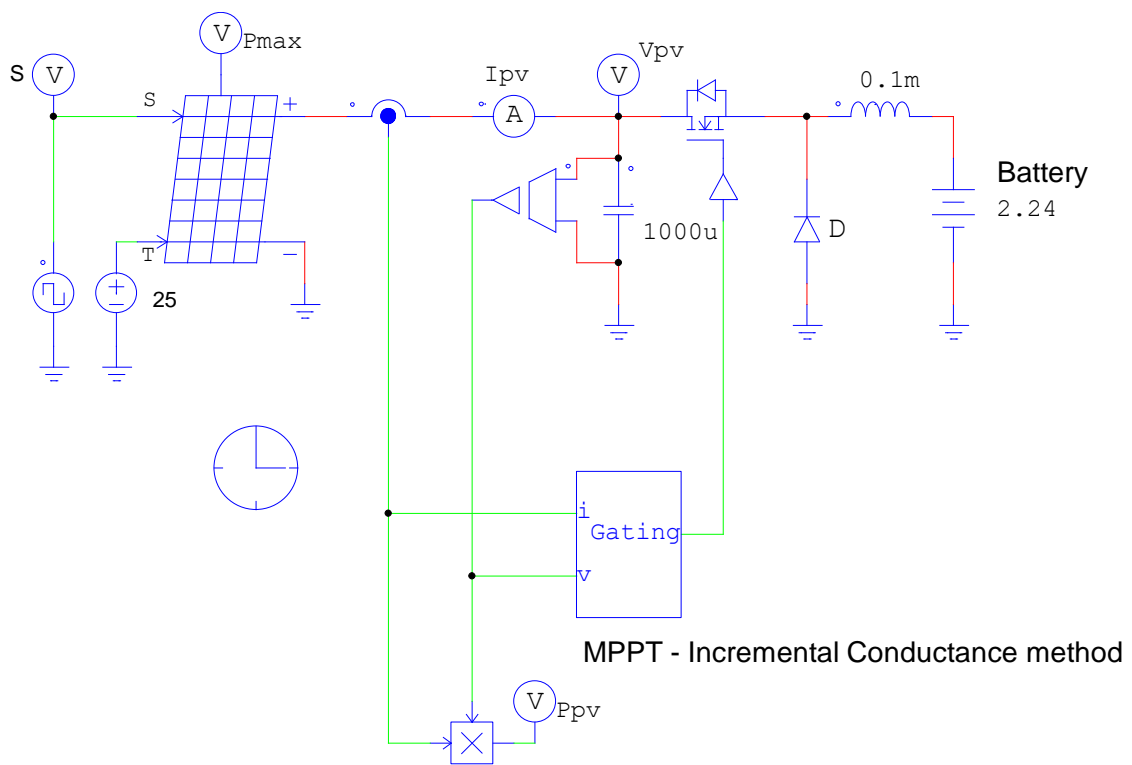 V
Pmax
S
V
S
+
Ipv
A
Vpv
V
0.1m
Battery
2.24
1000u
D
T
−
+
−
25
i
Gating
v
MPPT - Incremental Conductance method
V
Ppv